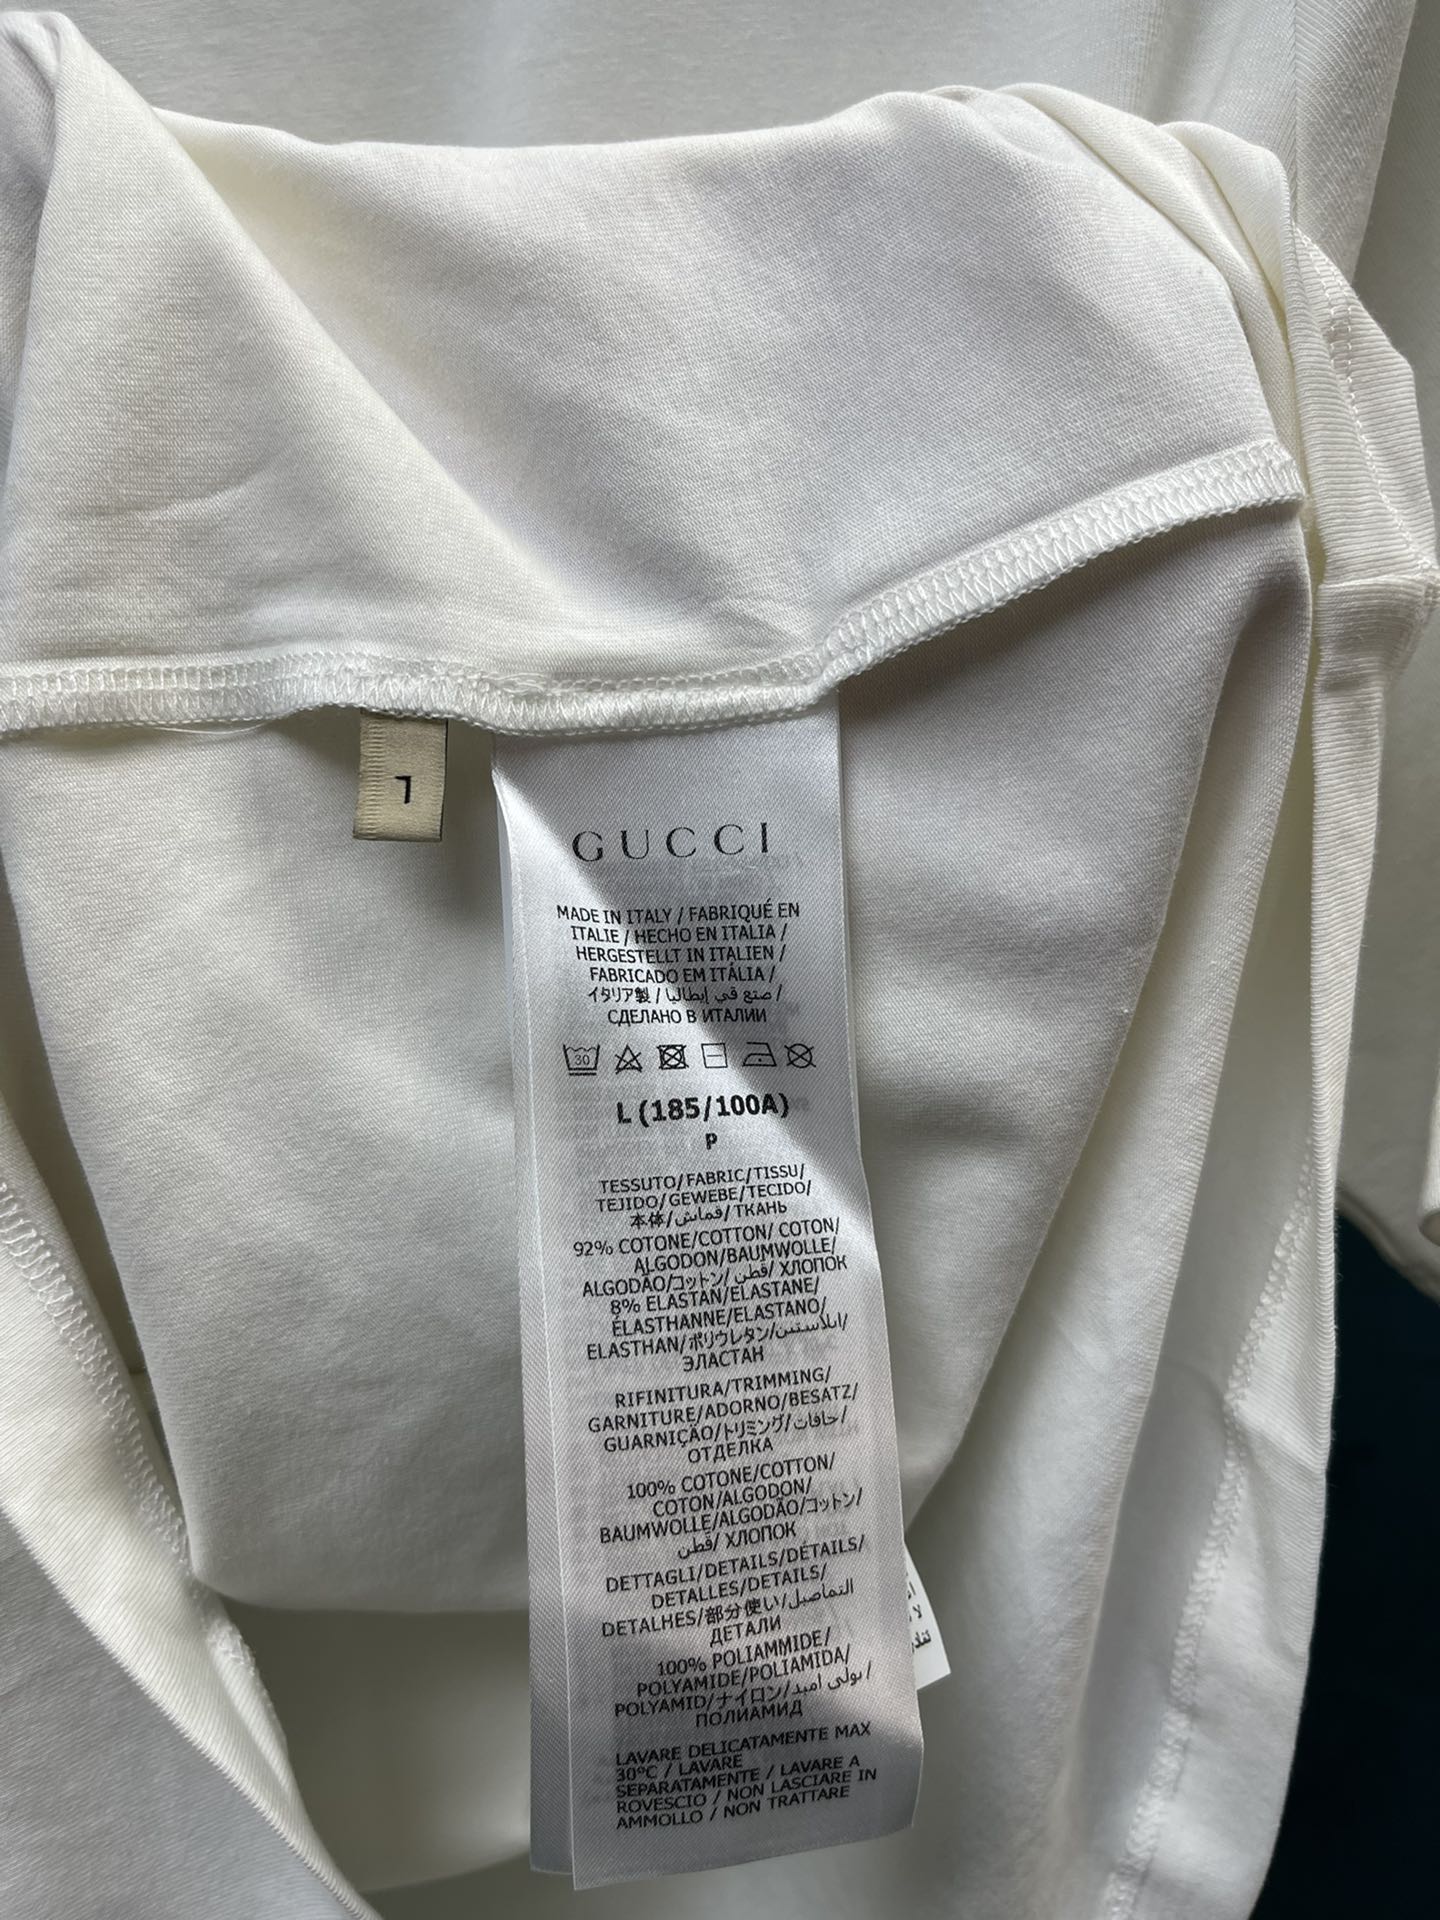 L
GUCCI
MADE IN ITALY / FABRIQUÉ EN
ITALIE / HECHO EN ITALIA /
HERGESTELLT IN ITALIEN /
FABRICADO EM ITÁLIA /
イタリア製 / صنع في إيطاليا /
СДЕЛАНО В ИТАЛИИ
30
L (185/100A)
P
TESSUTO/FABRIC/TISSU/
TEJIDO/GEWEBE/TECIDO/
本体/قماش/ТКАНЬ
92% COTONE/COTTON/ COTON/
ALGODON/BAUMWOLLE/
ALGODÃO/コットン/قطن/ ХЛОПОК
8% ELASTAN/ELASTANE/
ÉLASTHANNE/ELASTANO/
ELASTHAN/ポリウレタン/ايلاستين/
ЭЛАСТАН
RIFINITURA/TRIMMING/
GARNITURE/ADORNO/BESATZ/
GUARNIÇÃO/トリミング/حافات/
ОТДЕЛКА
100% COTONE/COTTON/
COTON/ALGODON/
BAUMWOLLE/ALGODÃO/コットン/
قطن/ ХЛОПОК
DETTAGLI/DETAILS/DÉTAILS/
DETALLES/DETAILS/
DETALHES/部分使い/التفاصيل/
ДЕТАЛИ
100% POLIAMMIDE/
POLYAMIDE/POLIAMIDA/
POLYAMID/ナイロン/بولي اميد/
ПОЛИАМИД
LAVARE DELICATAMENTE MAX
30°C / LAVARE
SEPARATAMENTE / LAVARE A
ROVESCIO / NON LASCIARE IN
AMMOLLO / NON TRATTARE